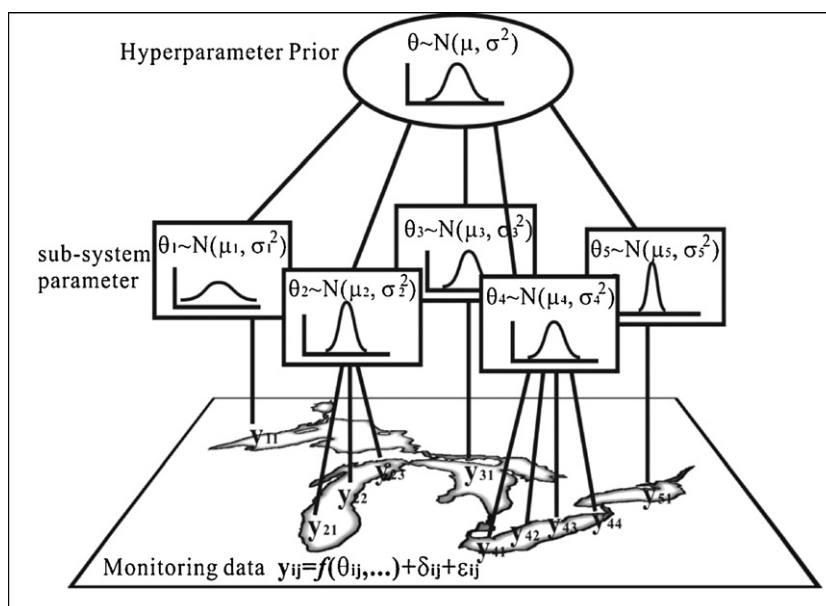 Hyperparameter Prior
θ~N(μ, σ²)
sub-system
parameter
θ₁~N(μ₁, σ₁²)
θ₂~N(μ₂, σ₂²)
θ₃~N(μ₃, σ₃²)
θ₄~N(μ₄, σ₄²)
θ₅~N(μ₅, σ₅²)
y₁₁
y₂₁
y₂₂
y₂₃
y₃₁
y₄₁
y₄₂
y₄₃
y₄₄
y₅₁
Monitoring data yᵢⱼ=f(θᵢⱼ,...)+δᵢⱼ+εᵢⱼ